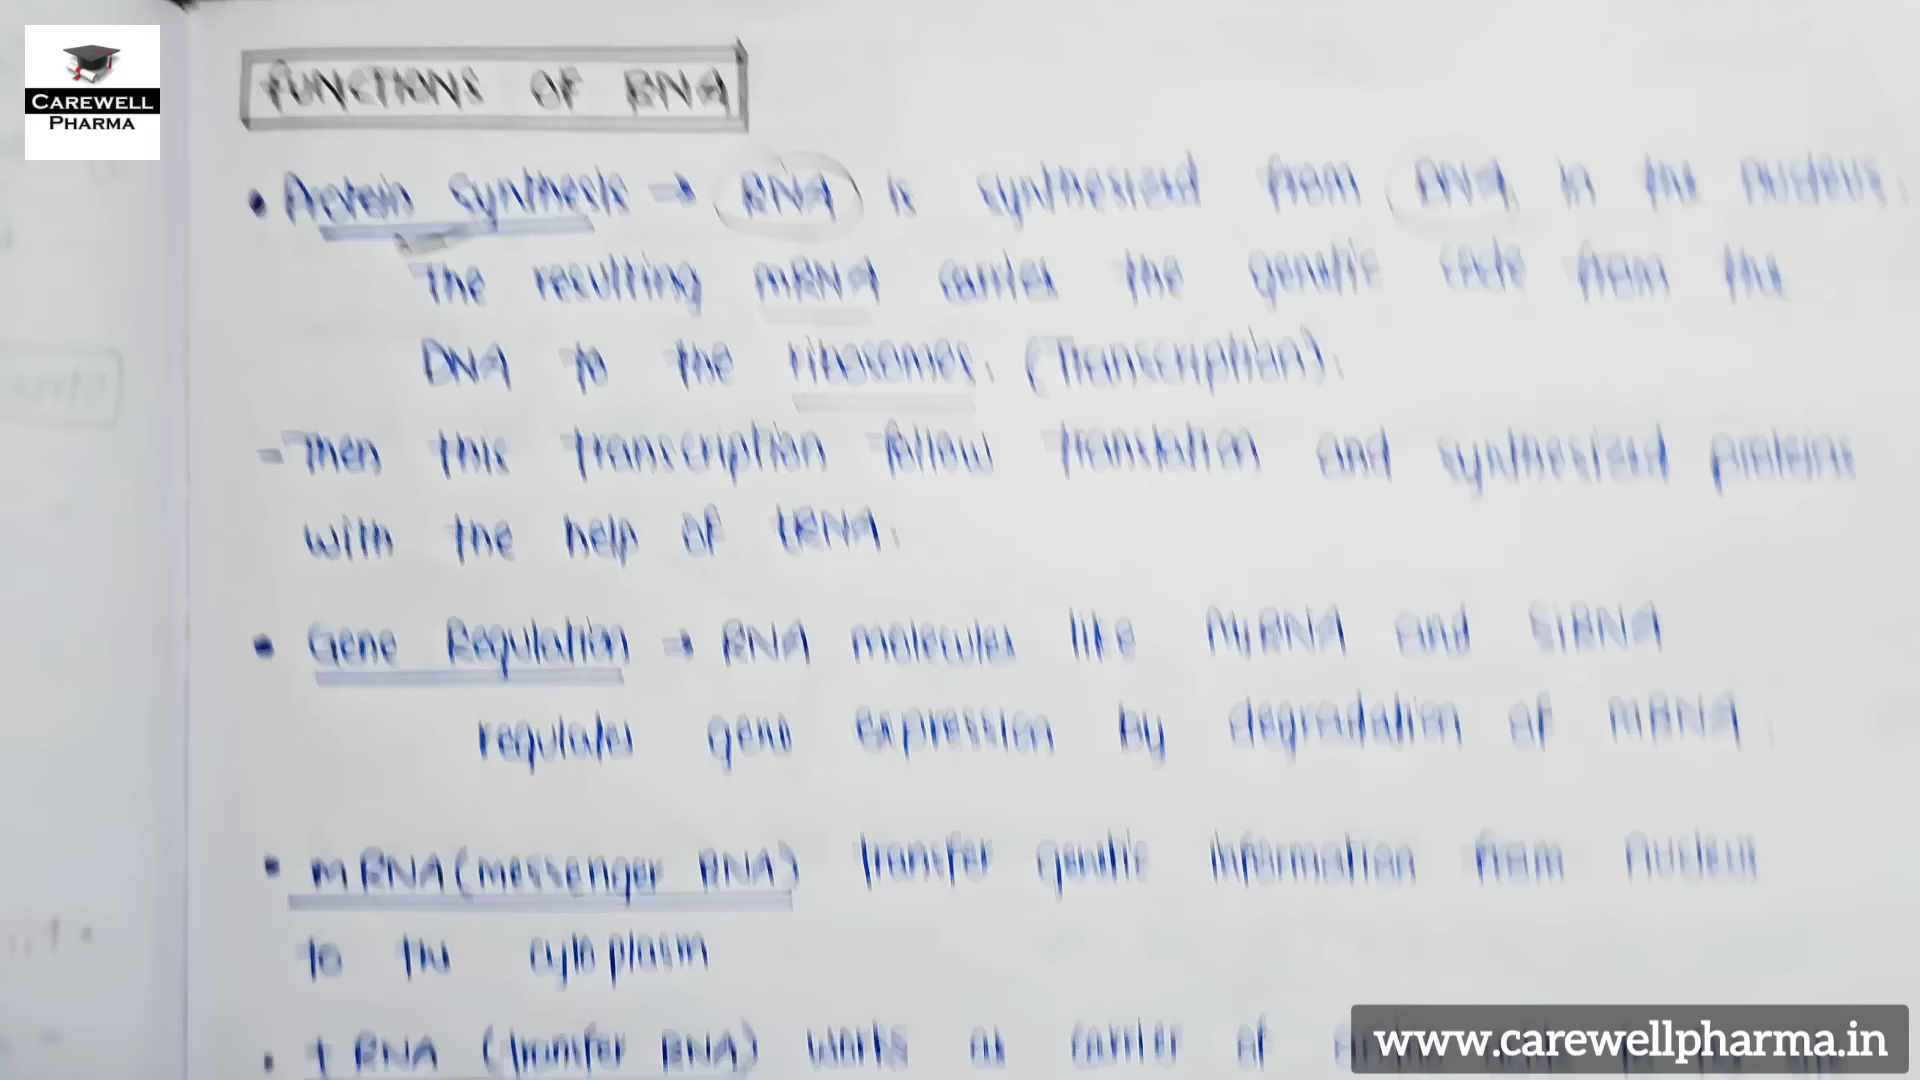 CAREWELL
PHARMA
FUNCTIONS OF RNA
• Protein synthesis → RNA is synthesized from DNA in the nucleus.
The resulting mRNA carries the genetic code from the
DNA to the ribosomes. (Transcription).
- Then this transcription follow translation and synthesized proteins
with the help of tRNA.
• Gene Regulation → RNA molecules like MiRNA and SiRNA
regulates gene expression by degradation of mRNA.
• mRNA (messenger RNA) transfer genetic information from nucleus
to the cytoplasm
• tRNA (transfer RNA) works as carrier of
www.carewellpharma.in